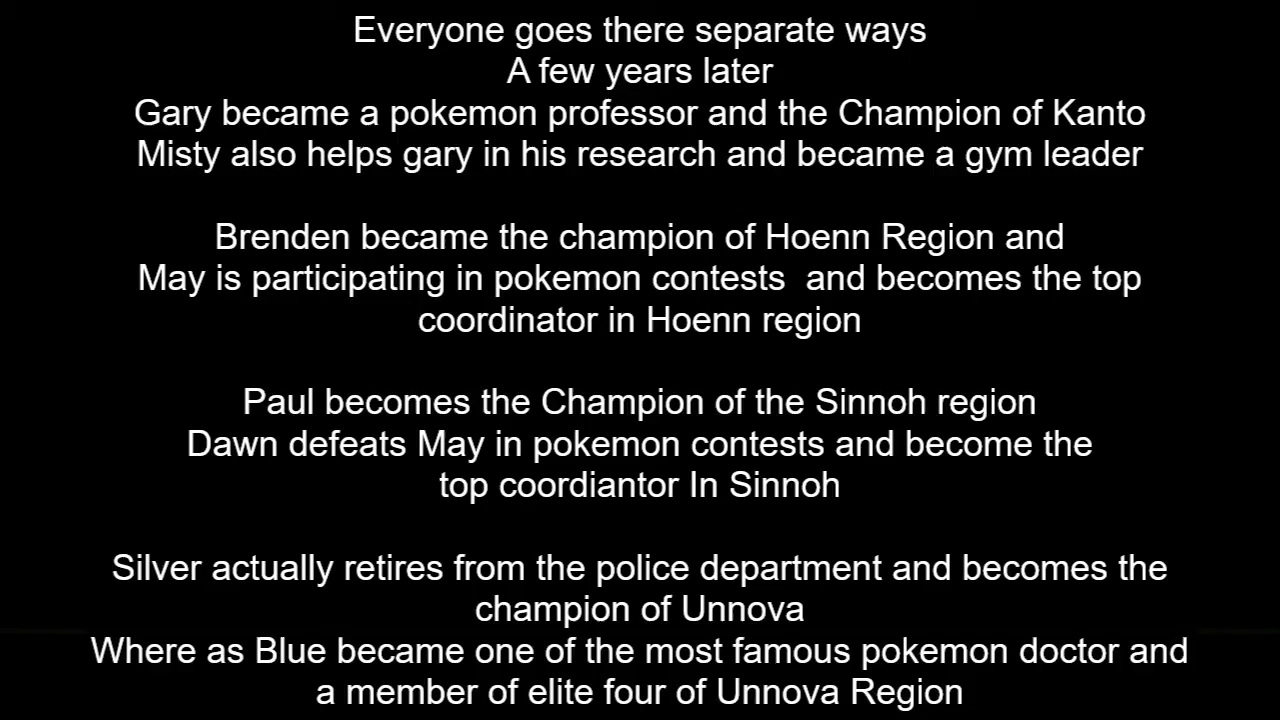 Everyone goes there separate ways
A few years later
Gary became a pokemon professor and the Champion of Kanto
Misty also helps gary in his research and became a gym leader
Brenden became the champion of Hoenn Region and
May is participating in pokemon contests  and becomes the top
coordinator in Hoenn region
Paul becomes the Champion of the Sinnoh region
Dawn defeats May in pokemon contests and become the
top coordiantor In Sinnoh
Silver actually retires from the police department and becomes the
champion of Unnova
Where as Blue became one of the most famous pokemon doctor and
a member of elite four of Unnova Region